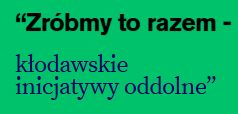 “Zróbmy to razem -
kłodawskie
inicjatywy oddolne”